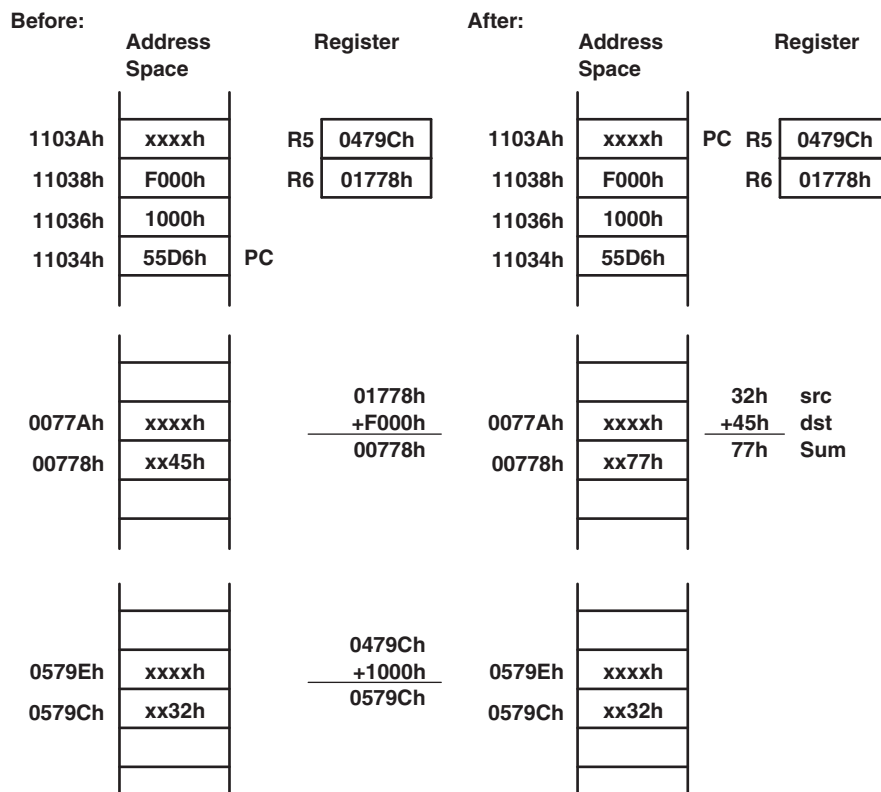 Before: After:
Address Register Address Register
Space Space
1103Ah xxxxh R5 0479Ch 1103Ah xxxxh PC R5 0479Ch
11038h F000h R6 01778h 11038h F000h R6 01778h
11036h 1000h 11036h 1000h
11034h 55D6h PC 11034h 55D6h
01778h 32h src
0077Ah xxxxh +F000h 0077Ah xxxxh +45h dst
00778h xx45h 00778h 00778h xx77h 77h Sum
0479Ch
0579Eh xxxxh +1000h 0579Eh xxxxh
0579Ch xx32h 0579Ch 0579Ch xx32h